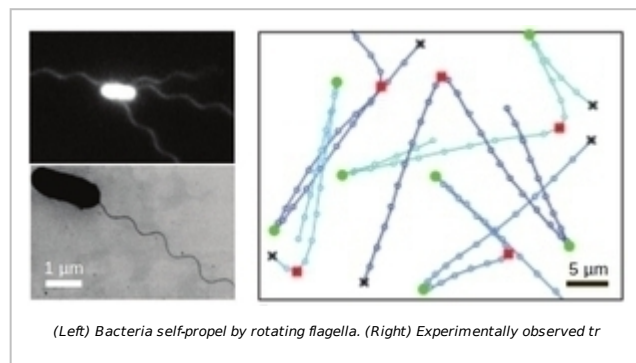 1 μm
5 μm
(Left) Bacteria self-propel by rotating flagella. (Right) Experimentally observed tr